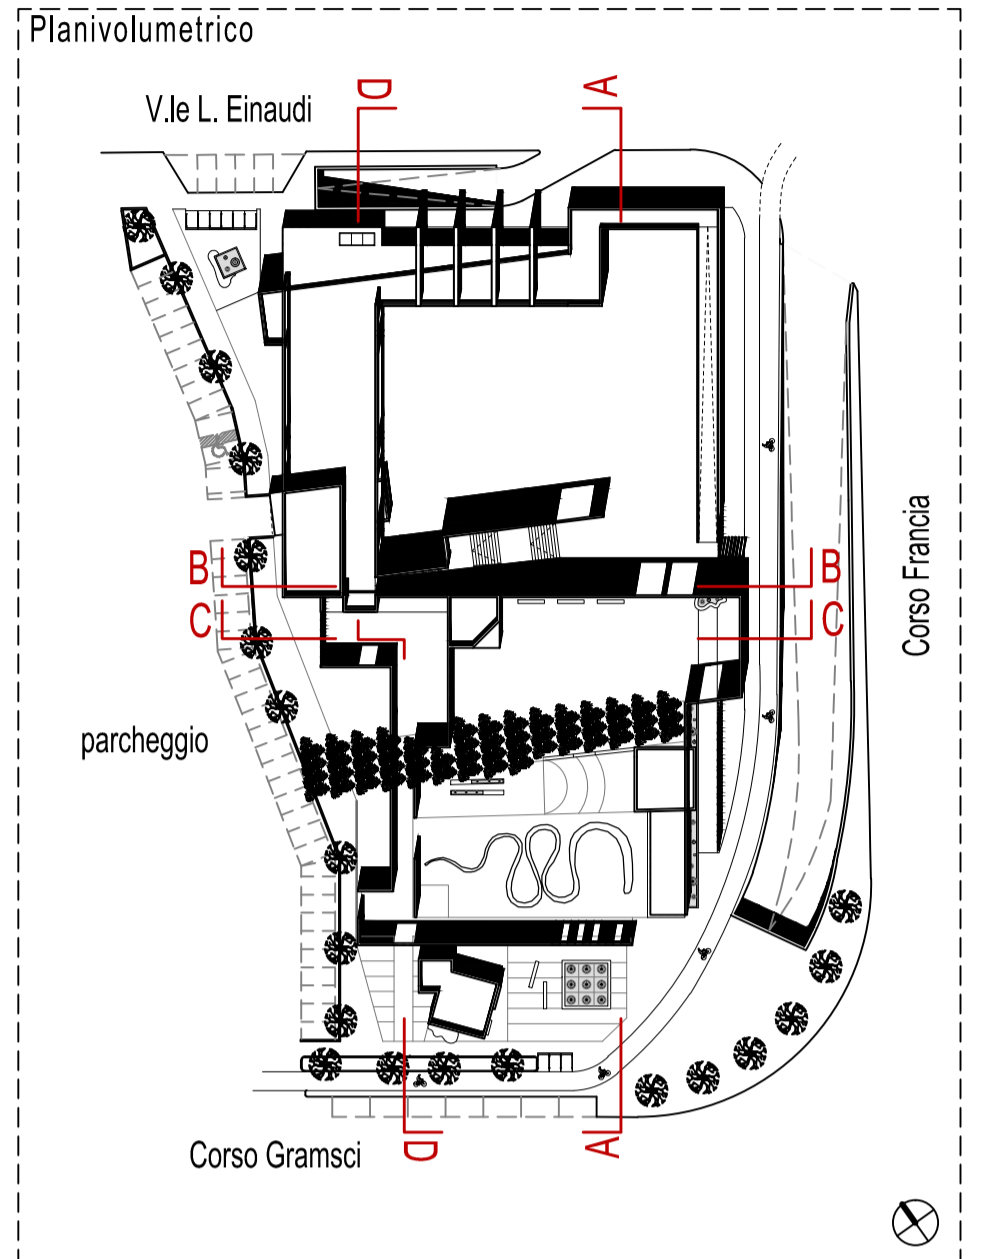 Planivolumetrico
V.le L. Einaudi
D
A
Corso Francia
B
B
C
C
parcheggio
Corso Gramsci
D
A